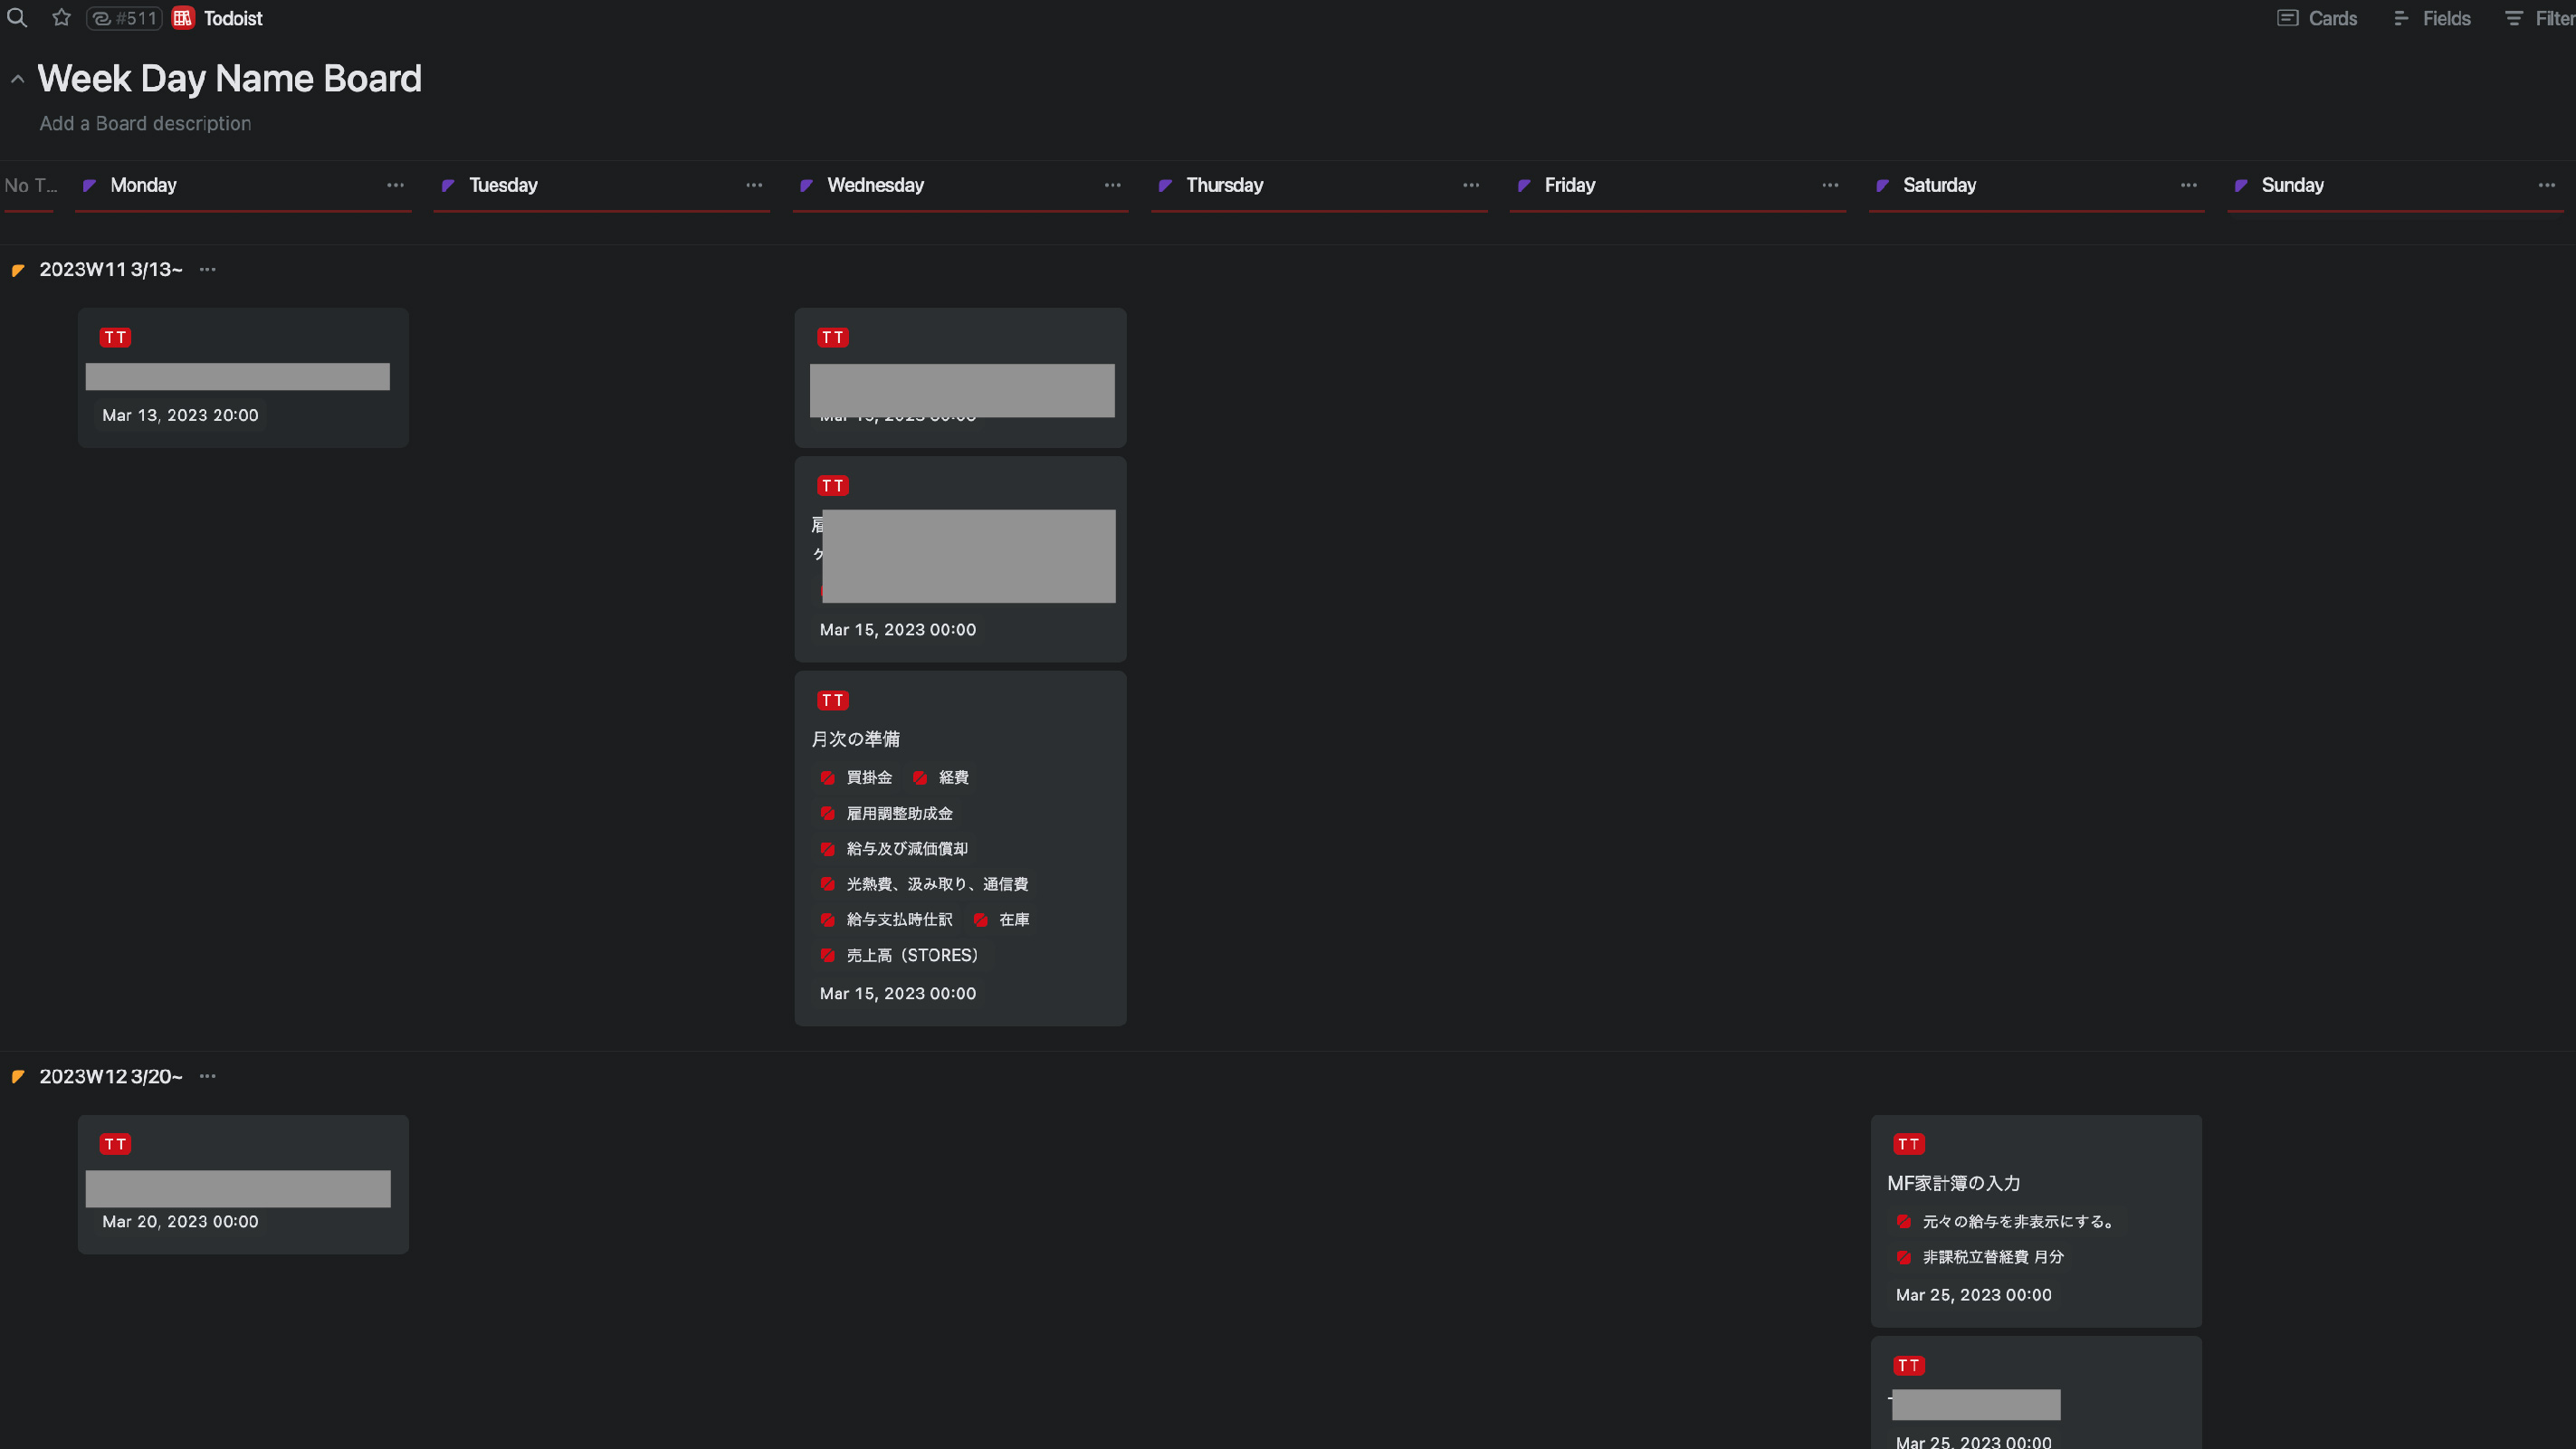 #511 Todoist Cards Fields Filter
Week Day Name Board
Add a Board description
No T... Monday Tuesday Wednesday Thursday Friday Saturday Sunday
2023W11 3/13~
TT
Mar 13, 2023 20:00
TT
TT
Mar 15, 2023 00:00
TT
月次の準備
買掛金 経費
雇用調整助成金
給与及び減価償却
光熱費、汲み取り、通信費
給与支払時仕訳 在庫
売上高（STORES）
Mar 15, 2023 00:00
2023W12 3/20~
TT
Mar 20, 2023 00:00
TT
MF家計簿の入力
元々の給与を非表示にする。
非課税立替経費 月分
Mar 25, 2023 00:00
TT
Mar 25, 2023 00:00